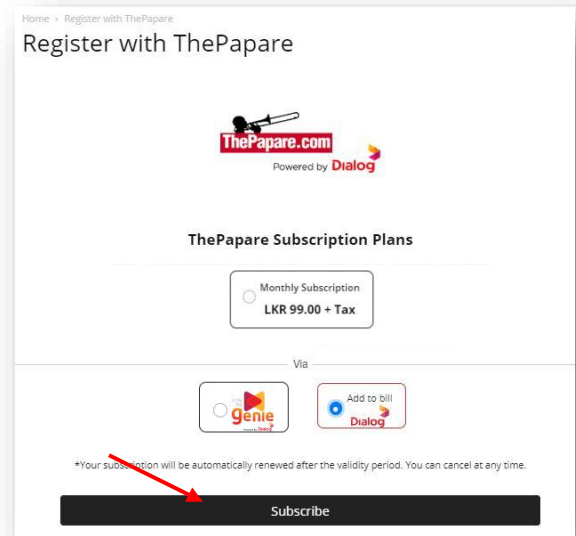 Home › Register with ThePapare
Register with ThePapare
ThePapare.com
Powered by Dialog
ThePapare Subscription Plans
Monthly Subscription
LKR 99.00 + Tax
Via
genie
Add to bill
Dialog
*Your subscription will be automatically renewed after the validity period. You can cancel at any time.
Subscribe